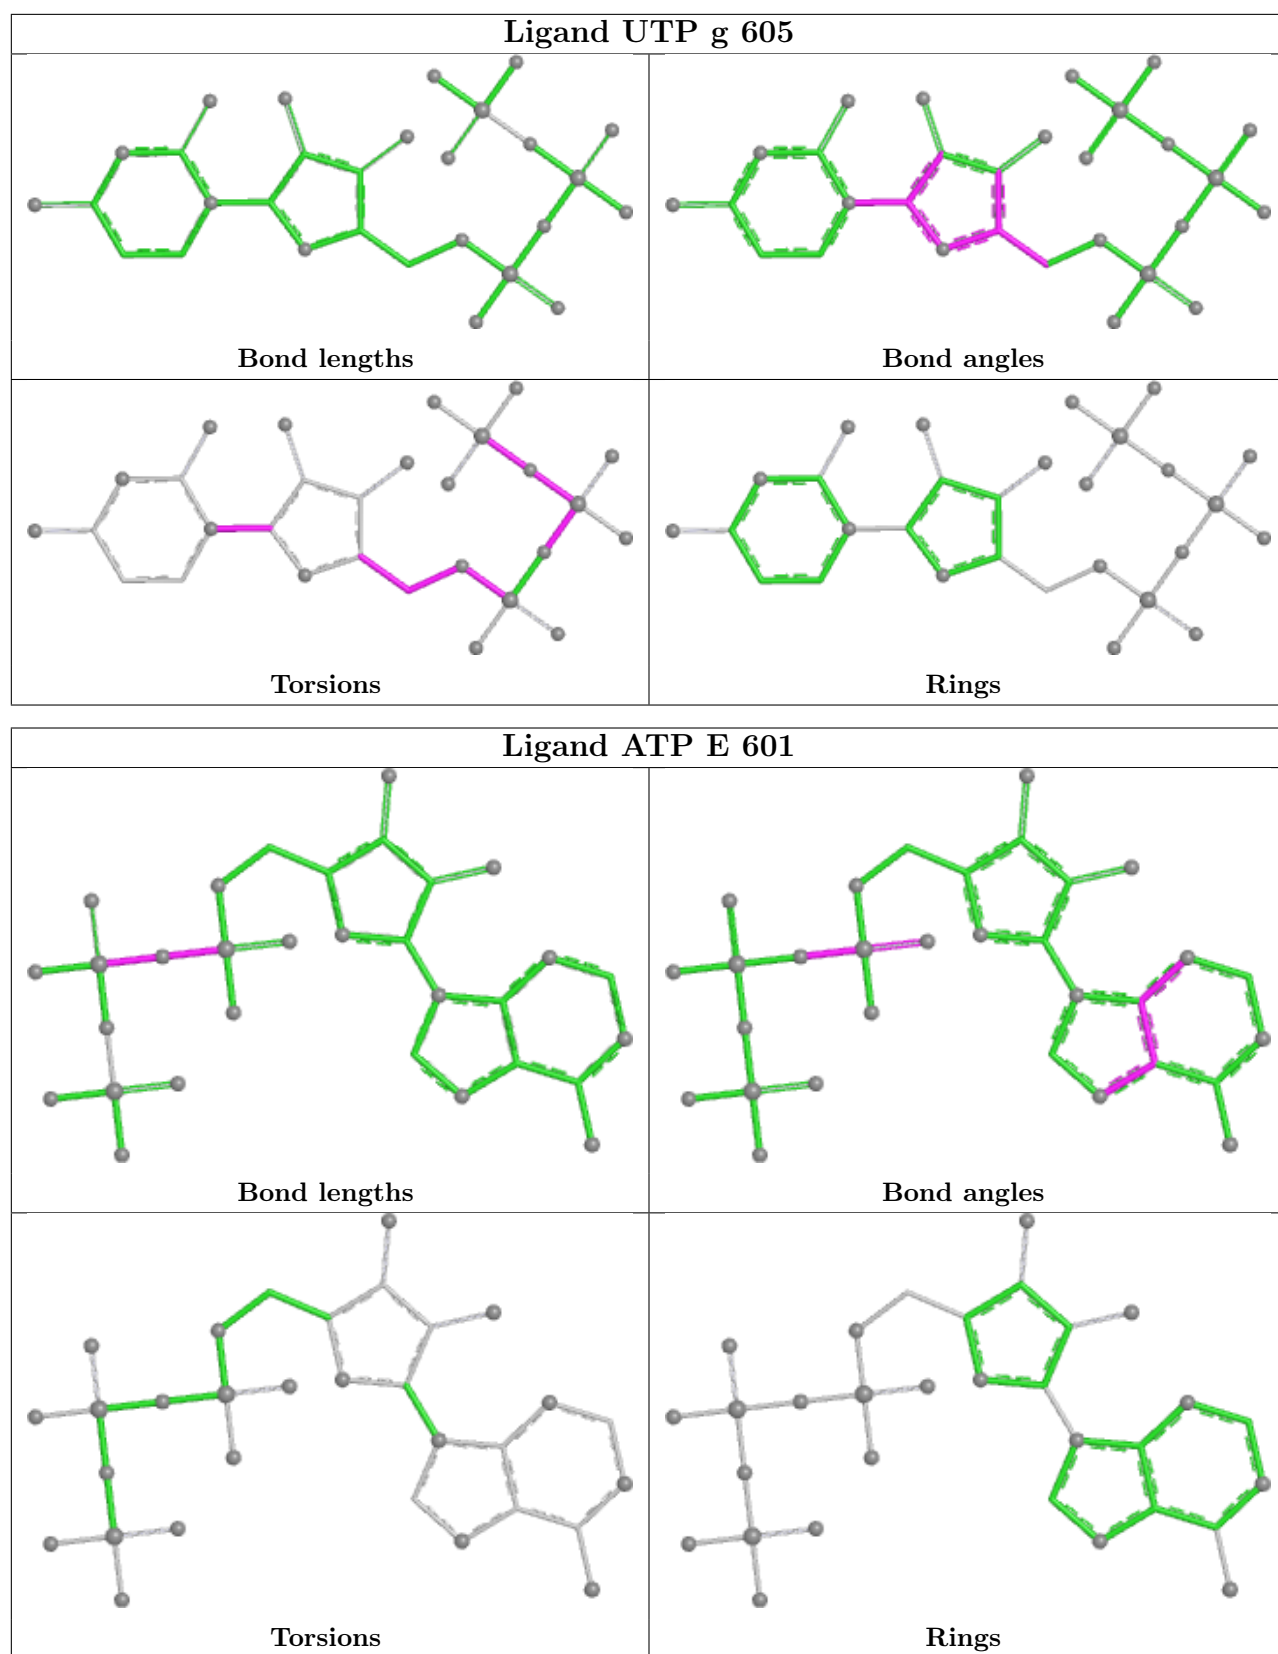 Ligand UTP g 605
Bond lengths
Bond angles
Torsions
Rings
Ligand ATP E 601
Bond lengths
Bond angles
Torsions
Rings